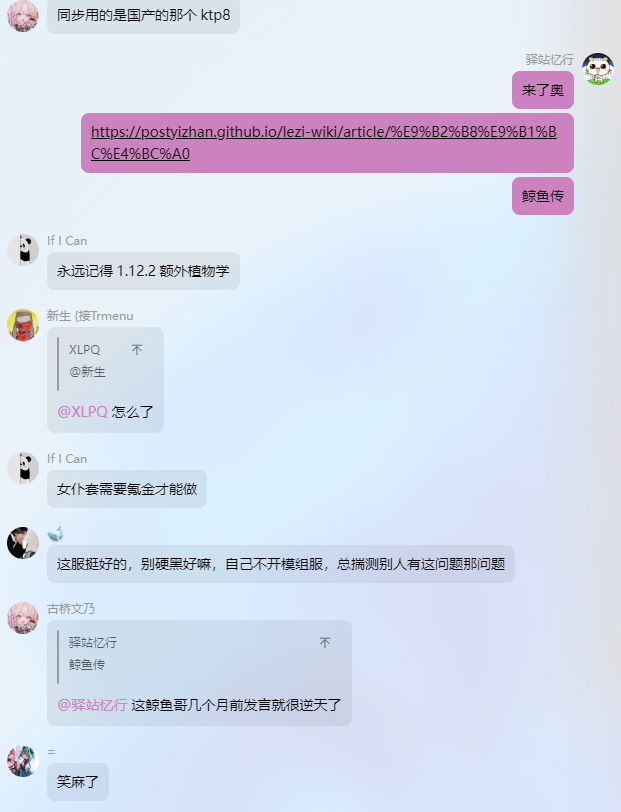 同步用的是国产的那个 ktp8
驿站忆行
来了奥
https://postyizhan.github.io/lezi-wiki/article/%E9%B2%B8%E9%B1%B
C%E4%BC%A0
鲸鱼传
If I Can
永远记得 1.12.2 额外植物学
新生 {接Trmenu
XLPQ
@新生
@XLPQ 怎么了
If I Can
女仆套需要氪金才能做
这服挺好的，别硬黑好嘛，自己不开模组服，总揣测别人有这问题那问题
古桥文乃
驿站忆行
鲸鱼传
@驿站忆行 这鲸鱼哥几个月前发言就很逆天了
=
笑麻了